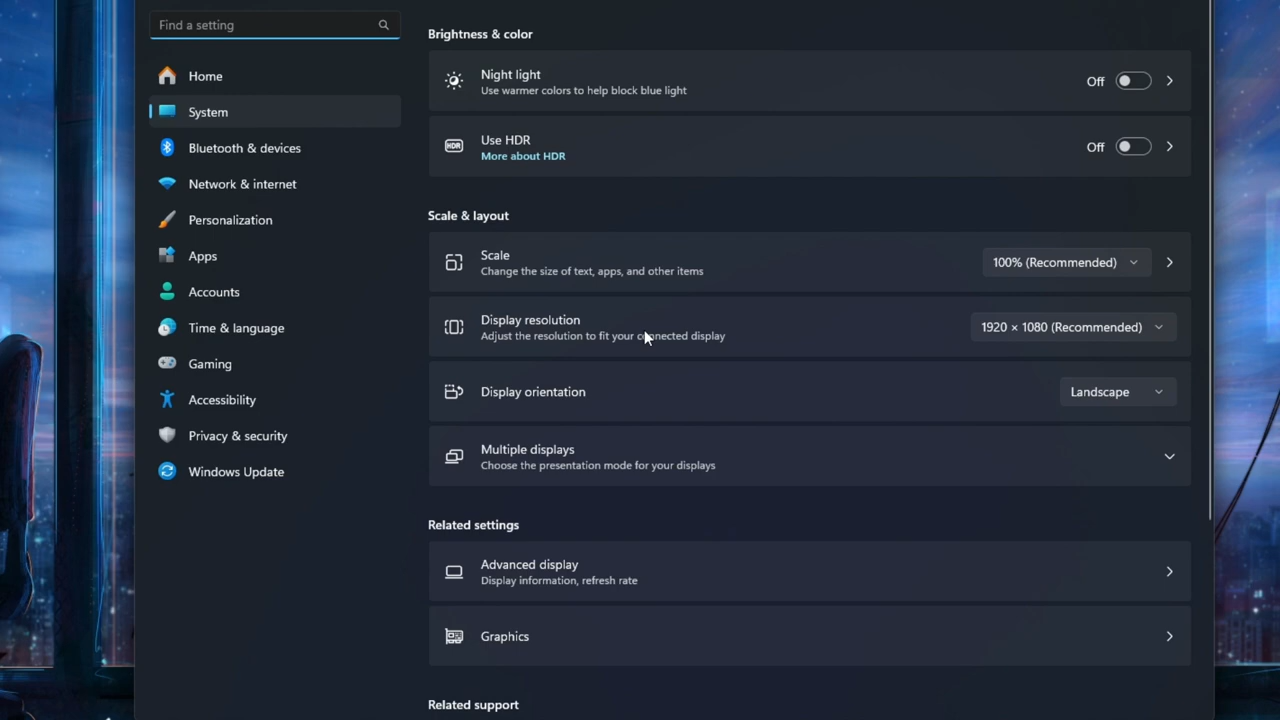 Find a setting
Home
System
Bluetooth & devices
Network & internet
Personalization
Apps
Accounts
Time & language
Gaming
Accessibility
Privacy & security
Windows Update
Brightness & color
Night light
Use warmer colors to help block blue light
Off
HDR
Use HDR
More about HDR
Off
Scale & layout
Scale
Change the size of text, apps, and other items
100% (Recommended)
Display resolution
Adjust the resolution to fit your connected display
1920 × 1080 (Recommended)
Display orientation
Landscape
Multiple displays
Choose the presentation mode for your displays
Related settings
Advanced display
Display information, refresh rate
Graphics
Related support